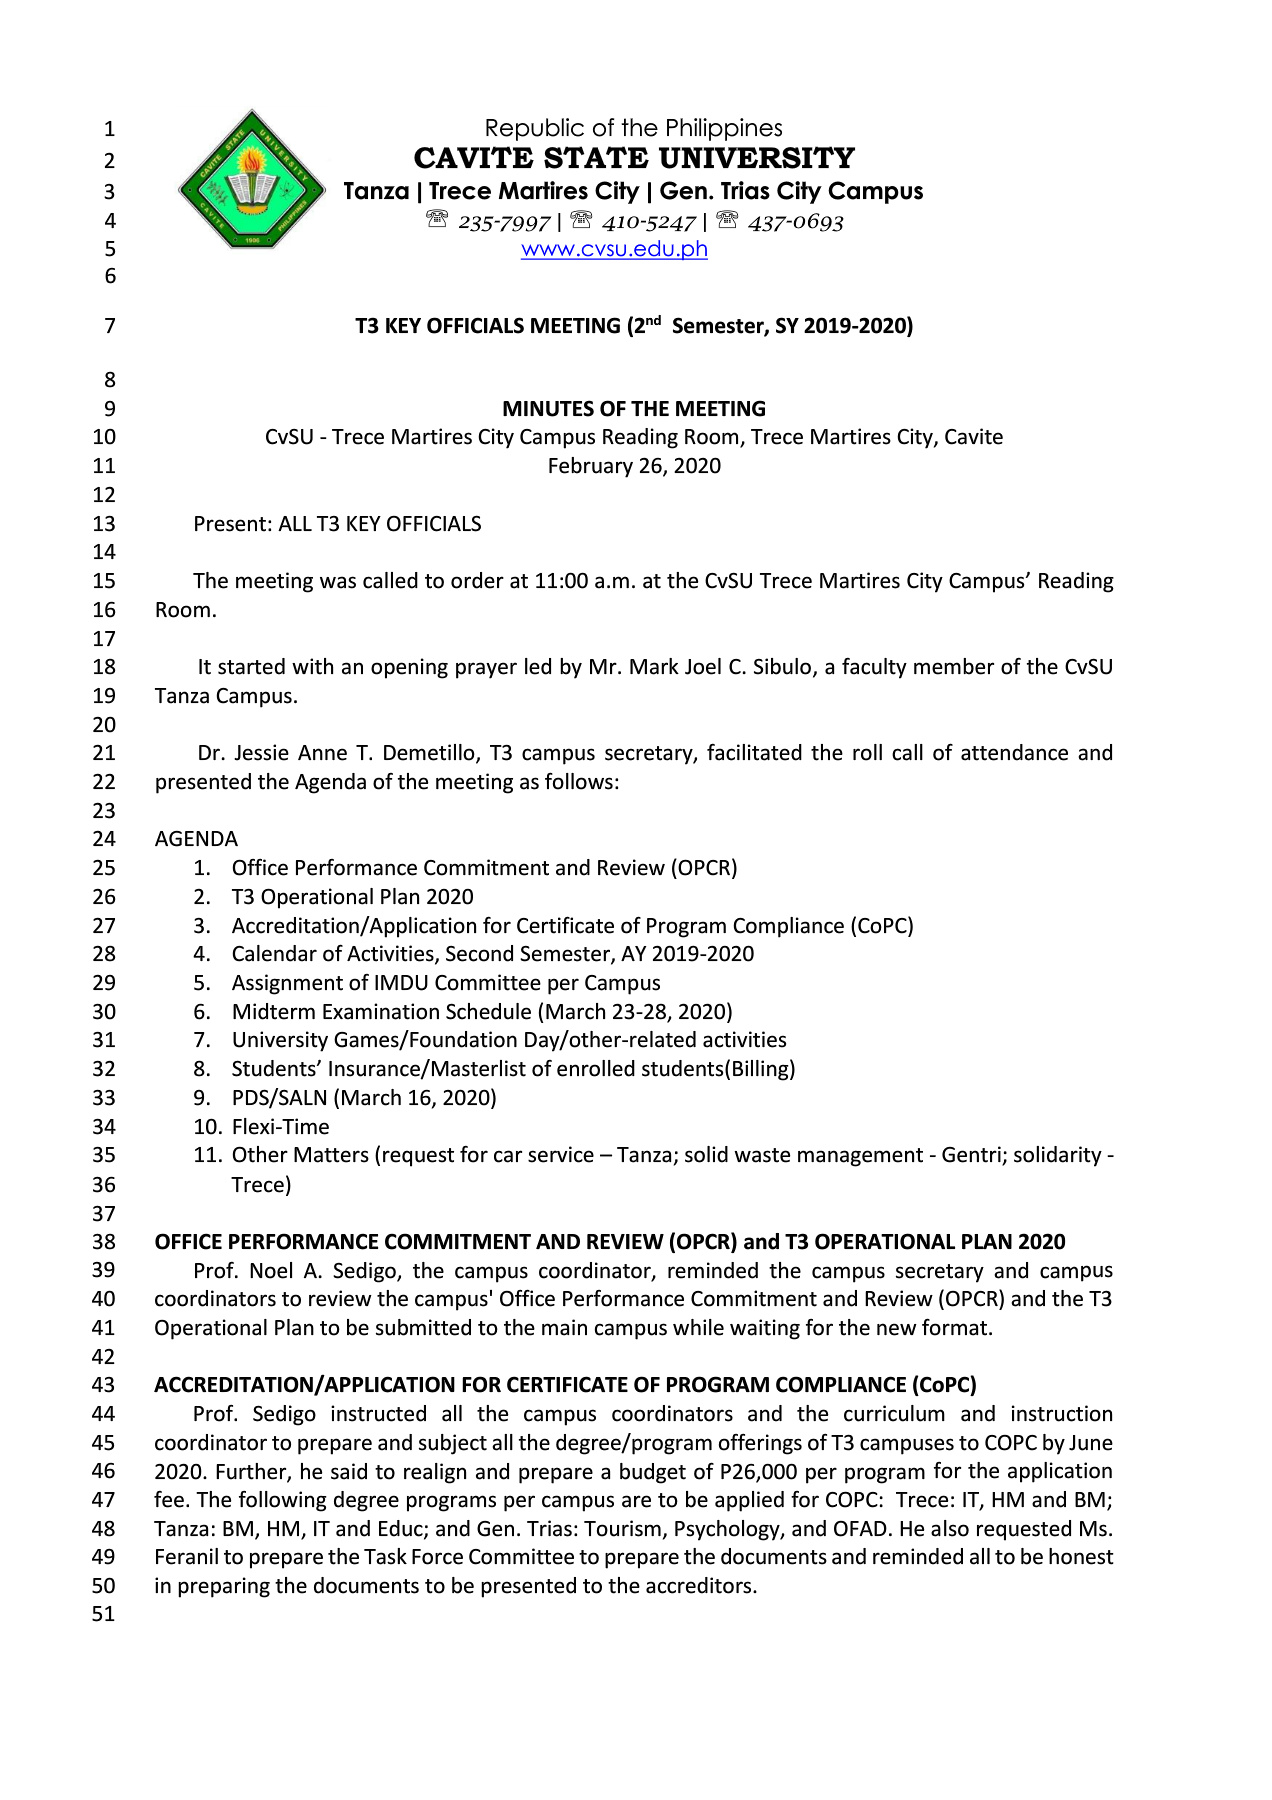 1 Republic of the Philippines
2 CAVITE STATE UNIVERSITY
3 Tanza | Trece Martires City | Gen. Trias City Campus
4 ☏ 235-7997 | ☏ 410-5247 | ☏ 437-0693
5 www.cvsu.edu.ph
6
CAVITE STATE UNIVERSITY
CAVITE PHILIPPINES
1906
7 T3 KEY OFFICIALS MEETING (2nd Semester, SY 2019-2020)
8
9 MINUTES OF THE MEETING
10 CvSU - Trece Martires City Campus Reading Room, Trece Martires City, Cavite
11 February 26, 2020
12
13 Present: ALL T3 KEY OFFICIALS
14
15 The meeting was called to order at 11:00 a.m. at the CvSU Trece Martires City Campus’ Reading
16 Room.
17
18 It started with an opening prayer led by Mr. Mark Joel C. Sibulo, a faculty member of the CvSU
19 Tanza Campus.
20
21 Dr. Jessie Anne T. Demetillo, T3 campus secretary, facilitated the roll call of attendance and
22 presented the Agenda of the meeting as follows:
23
24 AGENDA
25 1. Office Performance Commitment and Review (OPCR)
26 2. T3 Operational Plan 2020
27 3. Accreditation/Application for Certificate of Program Compliance (CoPC)
28 4. Calendar of Activities, Second Semester, AY 2019-2020
29 5. Assignment of IMDU Committee per Campus
30 6. Midterm Examination Schedule (March 23-28, 2020)
31 7. University Games/Foundation Day/other-related activities
32 8. Students’ Insurance/Masterlist of enrolled students(Billing)
33 9. PDS/SALN (March 16, 2020)
34 10. Flexi-Time
35 11. Other Matters (request for car service – Tanza; solid waste management - Gentri; solidarity -
36 Trece)
37
38 OFFICE PERFORMANCE COMMITMENT AND REVIEW (OPCR) and T3 OPERATIONAL PLAN 2020
39 Prof. Noel A. Sedigo, the campus coordinator, reminded the campus secretary and campus
40 coordinators to review the campus' Office Performance Commitment and Review (OPCR) and the T3
41 Operational Plan to be submitted to the main campus while waiting for the new format.
42
43 ACCREDITATION/APPLICATION FOR CERTIFICATE OF PROGRAM COMPLIANCE (CoPC)
44 Prof. Sedigo instructed all the campus coordinators and the curriculum and instruction
45 coordinator to prepare and subject all the degree/program offerings of T3 campuses to COPC by June
46 2020. Further, he said to realign and prepare a budget of P26,000 per program for the application
47 fee. The following degree programs per campus are to be applied for COPC: Trece: IT, HM and BM;
48 Tanza: BM, HM, IT and Educ; and Gen. Trias: Tourism, Psychology, and OFAD. He also requested Ms.
49 Feranil to prepare the Task Force Committee to prepare the documents and reminded all to be honest
50 in preparing the documents to be presented to the accreditors.
51